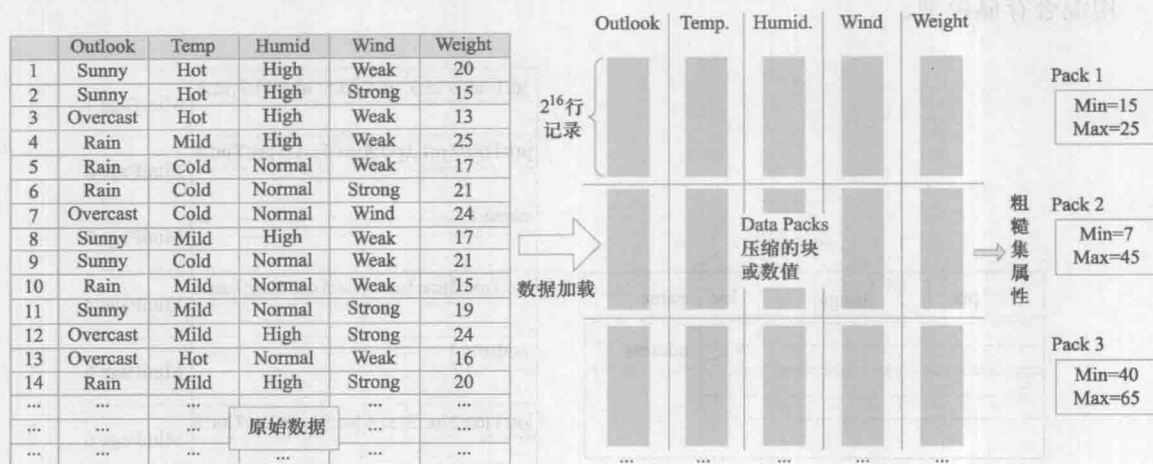 Outlook Temp Humid Wind Weight
1 Sunny Hot High Weak 20
2 Sunny Hot High Strong 15
3 Overcast Hot High Weak 13
4 Rain Mild High Weak 25
5 Rain Cold Normal Weak 17
6 Rain Cold Normal Strong 21
7 Overcast Cold Normal Wind 24
8 Sunny Mild High Weak 17
9 Sunny Cold Normal Weak 21
10 Rain Mild Normal Weak 15
11 Sunny Mild Normal Strong 19
12 Overcast Mild High Strong 24
13 Overcast Hot Normal Weak 16
14 Rain Mild High Strong 20
... ... ... ... ... ...
... ... ... ... ...
... ... ... ... ... ...
原始数据
数据加载
Outlook Temp. Humid. Wind Weight
2^16行
记录
Data Packs
压缩的块
或数值
... ... ... ... ...
粗
糙
集
属
性
Pack 1
Min=15
Max=25
Pack 2
Min=7
Max=45
Pack 3
Min=40
Max=65